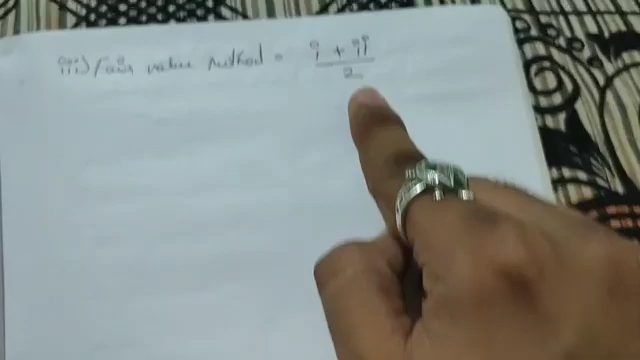 iii) Fair value method = i + ii / 2